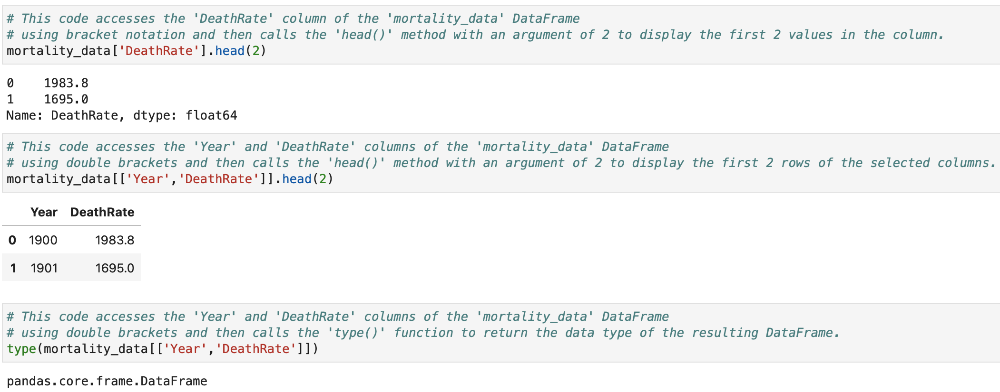 # This code accesses the 'DeathRate' column of the 'mortality_data' DataFrame
# using bracket notation and then calls the 'head()' method with an argument of 2 to display the first 2 values in the column.
mortality_data['DeathRate'].head(2)
0    1983.8
1    1695.0
Name: DeathRate, dtype: float64
# This code accesses the 'Year' and 'DeathRate' columns of the 'mortality_data' DataFrame
# using double brackets and then calls the 'head()' method with an argument of 2 to display the first 2 rows of the selected columns.
mortality_data[['Year','DeathRate']].head(2)
Year DeathRate
0 1900 1983.8
1 1901 1695.0
# This code accesses the 'Year' and 'DeathRate' columns of the 'mortality_data' DataFrame
# using double brackets and then calls the 'type()' function to return the data type of the resulting DataFrame.
type(mortality_data[['Year','DeathRate']])
pandas.core.frame.DataFrame